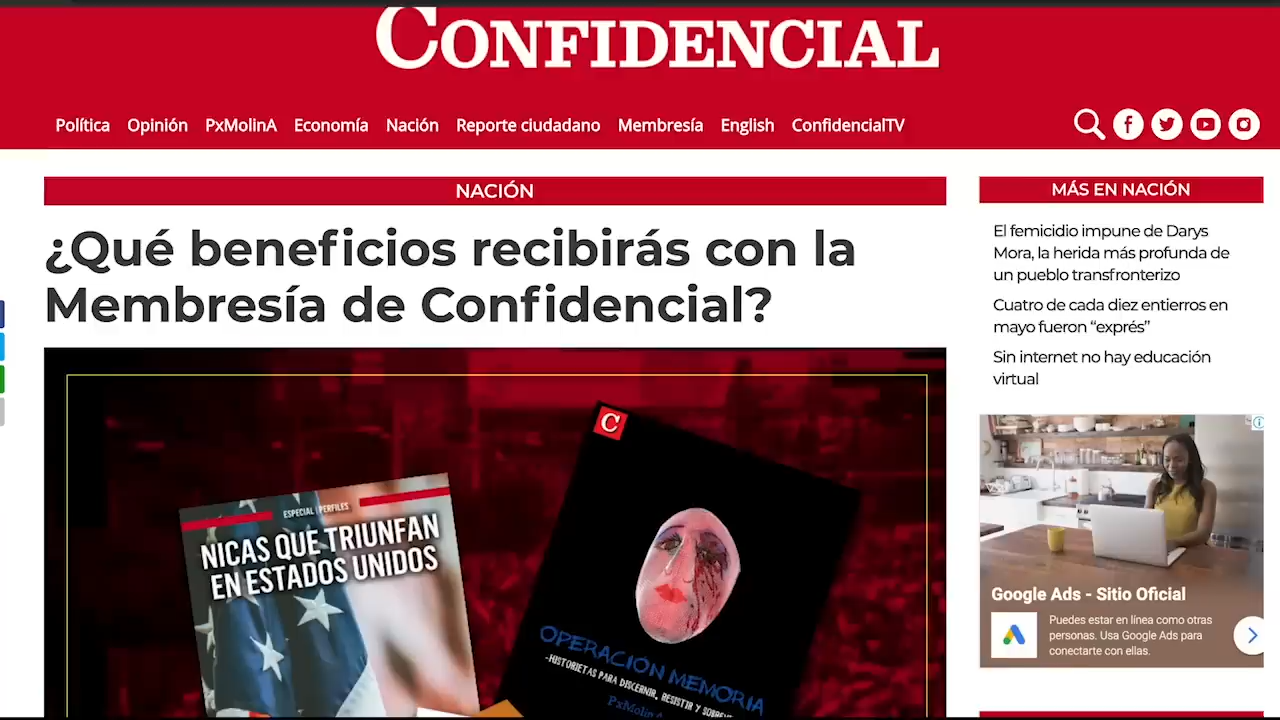 CONFIDENCIAL
Política Opinión PxMolinA Economía Nación Reporte ciudadano Membresía English ConfidencialTV
NACIÓN
¿Qué beneficios recibirás con la
Membresía de Confidencial?
C
ESPECIAL | PERFILES
NICAS QUE TRIUNFAN
EN ESTADOS UNIDOS
OPERACIÓN MEMORIA
-HISTORIETAS PARA DISCERNIR, RESISTIR Y
MÁS EN NACIÓN
El femicidio impune de Darys
Mora, la herida más profunda de
un pueblo transfronterizo
Cuatro de cada diez entierros en
mayo fueron “exprés”
Sin internet no hay educación
virtual
Google Ads - Sitio Oficial
Puedes estar en línea como otras
personas. Usa Google Ads para
conectarte con ellas.